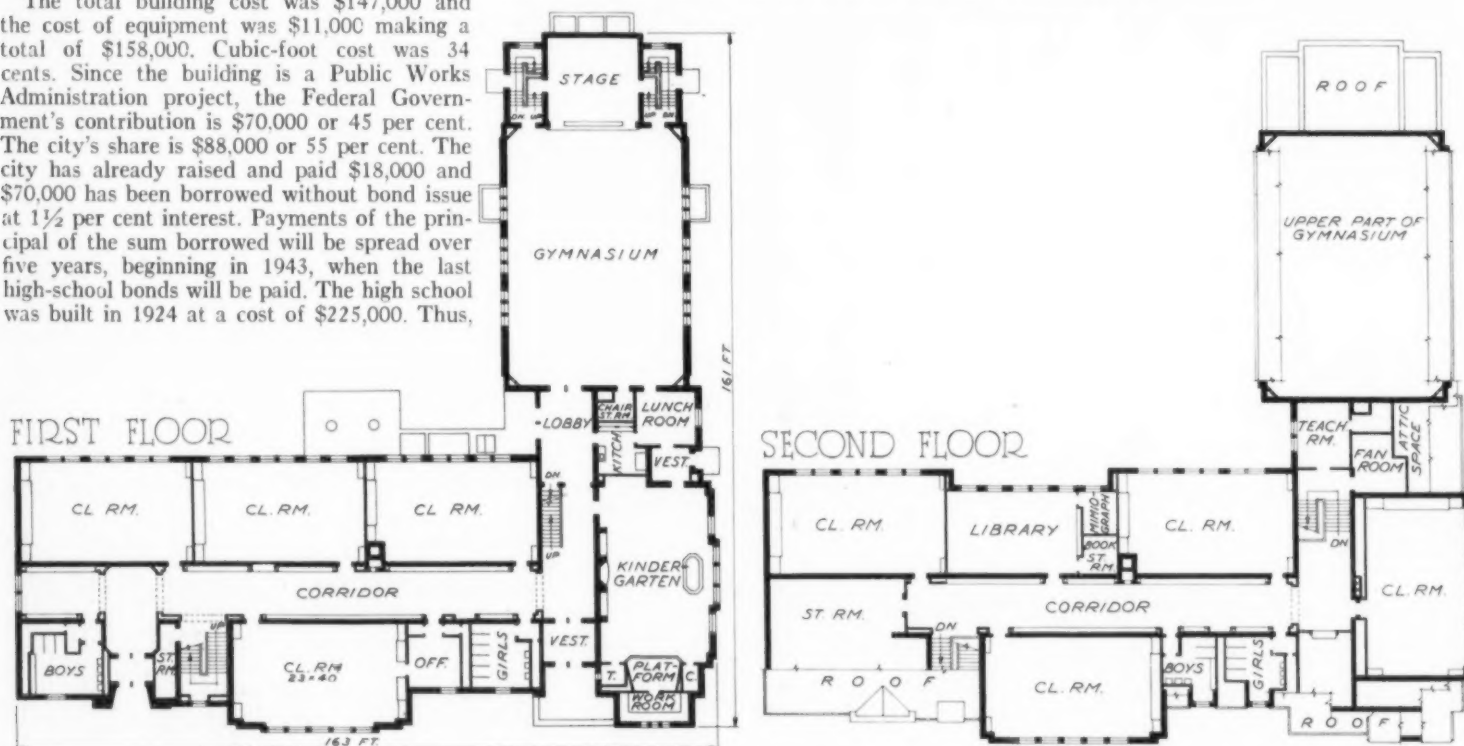 The total building cost was $147,000 and
the cost of equipment was $11,000 making a
total of $158,000. Cubic-foot cost was 34
cents. Since the building is a Public Works
Administration project, the Federal Govern-
ment's contribution is $70,000 or 45 per cent.
The city's share is $88,000 or 55 per cent. The
city has already raised and paid $18,000 and
$70,000 has been borrowed without bond issue
at 1½ per cent interest. Payments of the prin-
cipal of the sum borrowed will be spread over
five years, beginning in 1943, when the last
high-school bonds will be paid. The high school
was built in 1924 at a cost of $225,000. Thus,
STAGE
DN UP
UP DN
GYMNASIUM
161 FT.
FIRST FLOOR
LOBBY
CHAIR
ST. RM.
LUNCH
ROOM
KITCH.
VEST.
DN
UP
CL RM.
CL. RM.
CL RM.
KINDER
GARTEN
CORRIDOR
BOYS
ST.
RM.
UP
CL. RM
23×40
OFF.
GIRLS
VEST.
T.
PLAT-
FORM
C.
WORK
ROOM
163 FT.
ROOF
UPPER PART OF
GYMNASIUM
SECOND FLOOR
TEACH
RM.
FAN
ROOM
ATTIC
SPACE
CL. RM.
LIBRARY
MIMIO-
GRAPH
BOOK
ST.
RM.
CL. RM.
DN
CL. RM.
ST. RM.
CORRIDOR
DN
ROOF
CL. RM.
BOYS
GIRLS
ROOF